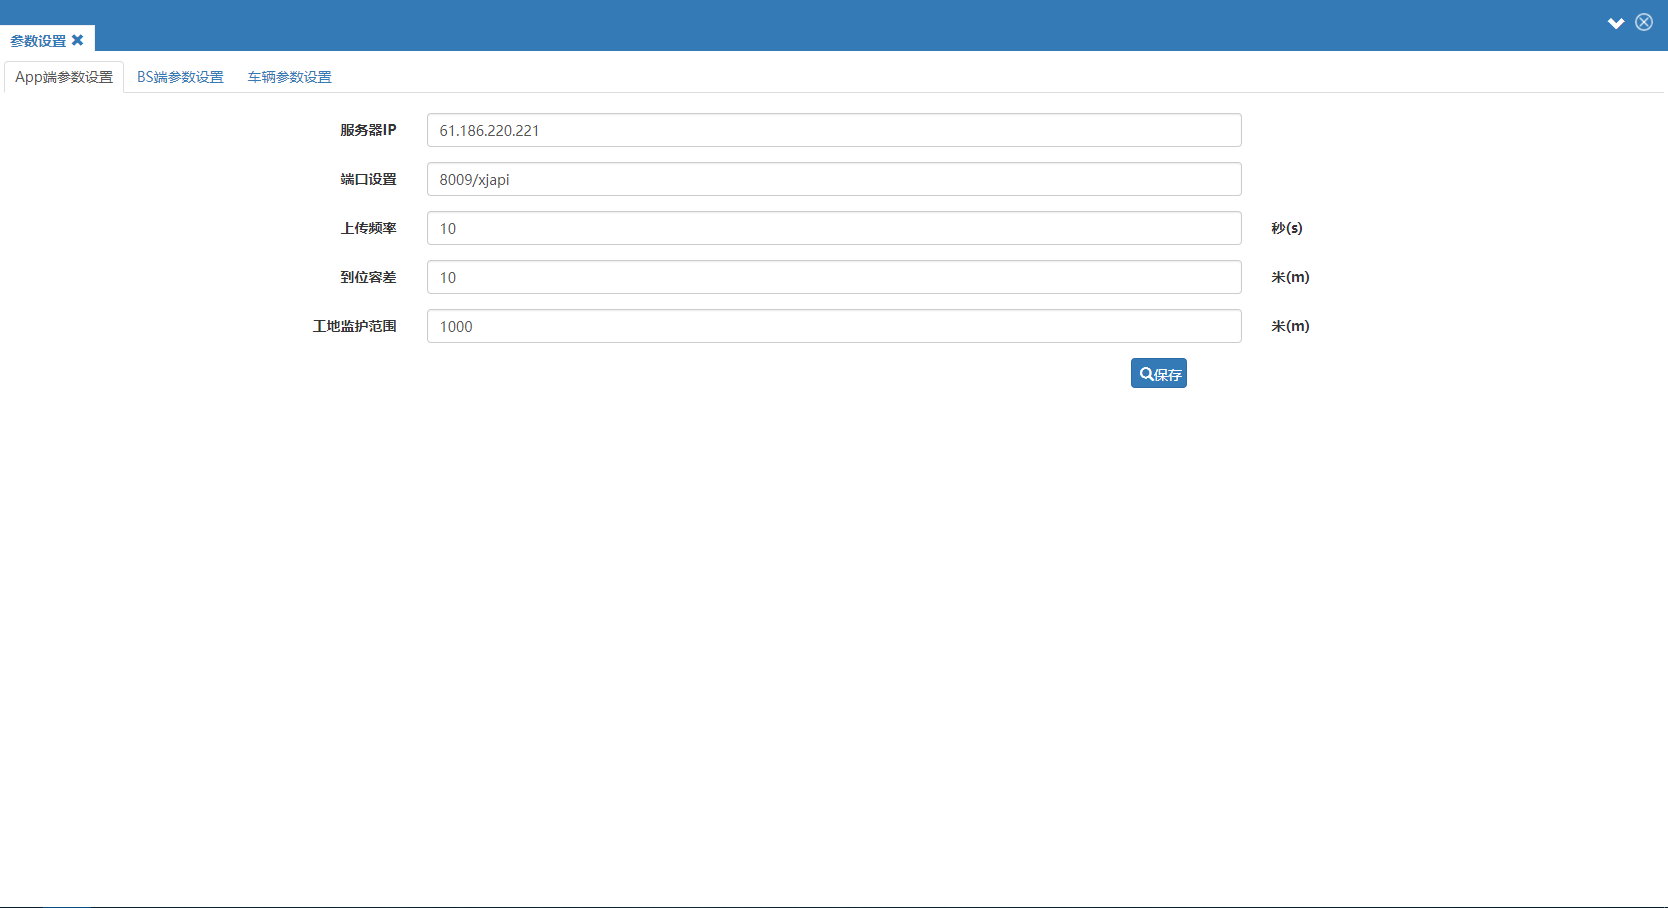 参数设置
App端参数设置 BS端参数设置 车辆参数设置
服务器IP 61.186.220.221
端口设置 8009/xjapi
上传频率 10 秒(s)
到位容差 10 米(m)
工地监护范围 1000 米(m)
保存